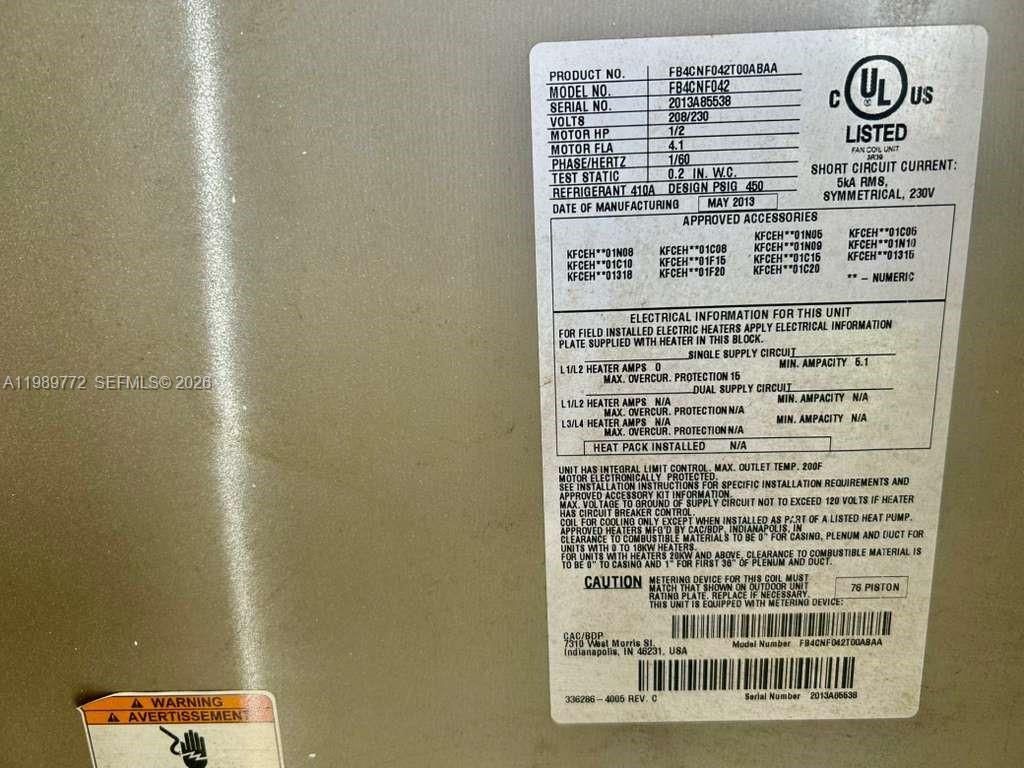 PRODUCT NO. FB4CNF042T00ABAA
MODEL NO. FB4CNF042
SERIAL NO. 2013A85538
VOLTS 208/230
MOTOR HP 1/2
MOTOR FLA 4.1
PHASE/HERTZ 1/60
TEST STATIC 0.2 IN. W.C.
REFRIGERANT 410A DESIGN PSIG 450
DATE OF MANUFACTURING MAY 2013
C UL US
LISTED
FAN COIL UNIT
SHORT CIRCUIT CURRENT:
5kA RMS,
SYMMETRICAL, 230V
APPROVED ACCESSORIES
KFCEH**01N08 KFCEH**01C08 KFCEH**01N05 KFCEH**01C05
KFCEH**01C10 KFCEH**01F15 KFCEH**01N09 KFCEH**01N10
KFCEH**01318 KFCEH**01F20 KFCEH**01C15 KFCEH**01315
KFCEH**01C20 ** - NUMERIC
ELECTRICAL INFORMATION FOR THIS UNIT
FOR FIELD INSTALLED ELECTRIC HEATERS APPLY ELECTRICAL INFORMATION
PLATE SUPPLIED WITH HEATER IN THIS BLOCK.
SINGLE SUPPLY CIRCUIT
L1/L2 HEATER AMPS 0 MIN. AMPACITY 5.1
MAX. OVERCUR. PROTECTION 15
DUAL SUPPLY CIRCUIT
L1/L2 HEATER AMPS N/A MIN. AMPACITY N/A
MAX. OVERCUR. PROTECTION N/A
L3/L4 HEATER AMPS N/A MIN. AMPACITY N/A
MAX. OVERCUR. PROTECTION N/A
HEAT PACK INSTALLED N/A
UNIT HAS INTEGRAL LIMIT CONTROL. MAX. OUTLET TEMP. 200F
MOTOR ELECTRONICALLY PROTECTED.
SEE INSTALLATION INSTRUCTIONS FOR SPECIFIC INSTALLATION REQUIREMENTS AND
APPROVED ACCESSORY KIT INFORMATION.
MAX. VOLTAGE TO GROUND OF SUPPLY CIRCUIT NOT TO EXCEED 120 VOLTS IF HEATER
HAS CIRCUIT BREAKER CONTROL.
COIL FOR COOLING ONLY EXCEPT WHEN INSTALLED AS PART OF A LISTED HEAT PUMP.
APPROVED HEATERS MFG'D BY CAC/BDP, INDIANAPOLIS, IN
CLEARANCE TO COMBUSTIBLE MATERIALS TO BE 0" FOR CASING, PLENUM AND DUCT FOR
UNITS WITH 0 TO 18KW HEATERS.
FOR UNITS WITH HEATERS 20KW AND ABOVE, CLEARANCE TO COMBUSTIBLE MATERIAL IS
TO BE 0" TO CASING AND 1" FOR FIRST 36" OF PLENUM AND DUCT.
CAUTION METERING DEVICE FOR THIS COIL MUST
MATCH THAT SHOWN ON OUTDOOR UNIT
RATING PLATE. REPLACE IF NECESSARY.
THIS UNIT IS EQUIPPED WITH METERING DEVICE:
76 PISTON
CAC/BDP
7310 West Morris St.
Indianapolis, IN 46231, USA
Model Number FB4CNF042T00ABAA
336286-4005 REV. C
Serial Number 2013A85538
WARNING
AVERTISSEMENT
A11989772 SEFMLS© 2026